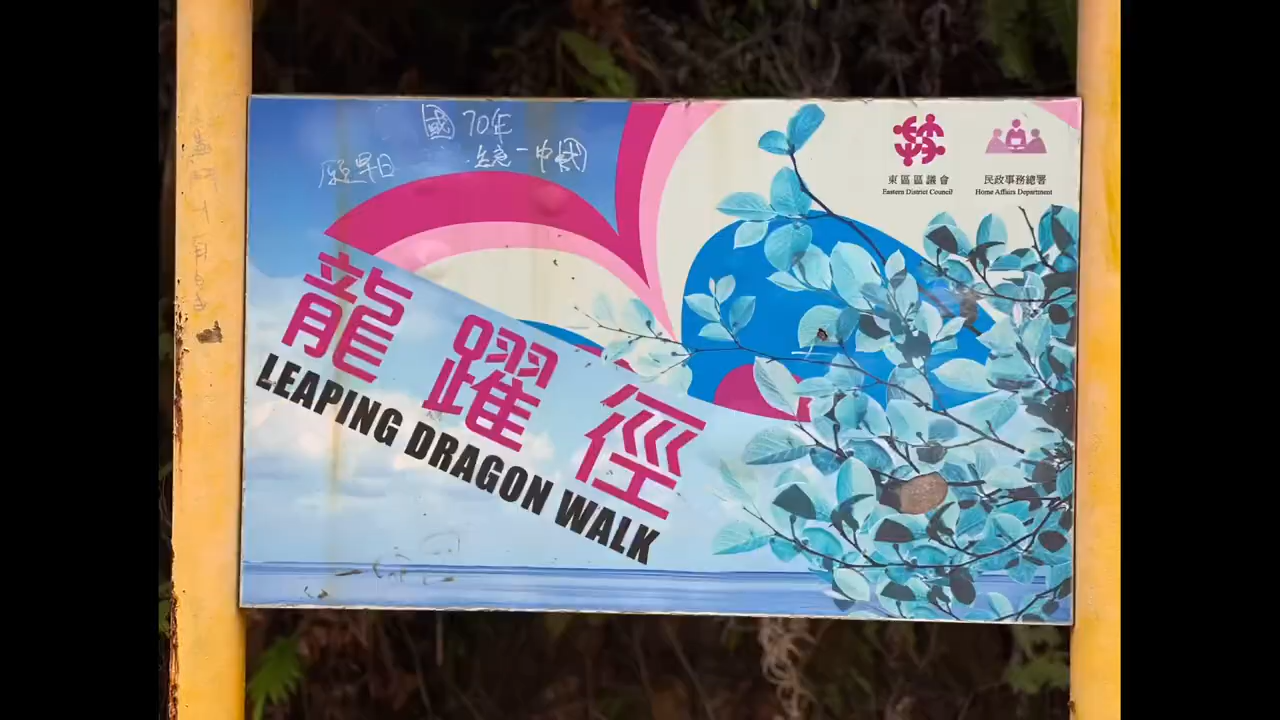 國70年
願早日
統一中國
東區區議會
Eastern District Council
民政事務總署
Home Affairs Department
龍躍徑
LEAPING DRAGON WALK